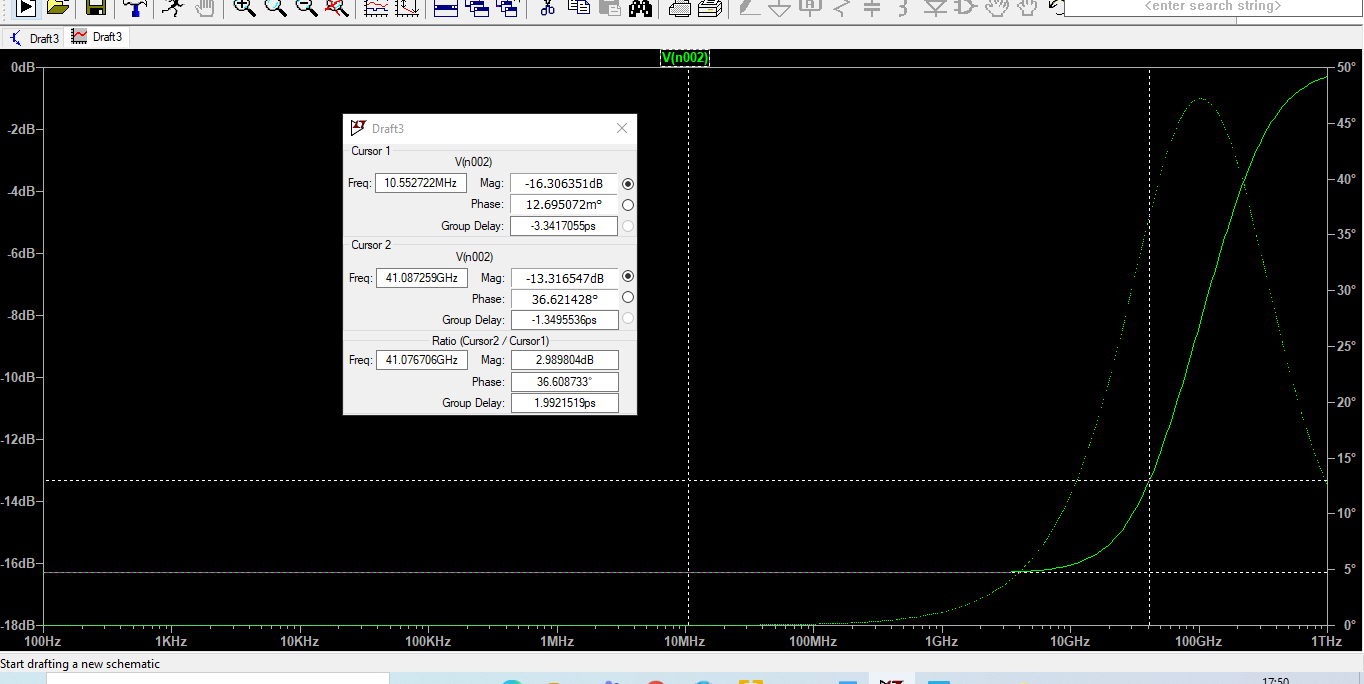 <enter search string>
Draft3 Draft3
V(n002)
0dB 50°
-2dB 45°
-4dB 40°
-6dB 35°
-8dB 30°
-10dB 25°
-12dB 20°
-14dB 15°
-16dB 10°
-18dB 5°
0°
100Hz 1KHz 10KHz 100KHz 1MHz 10MHz 100MHz 1GHz 10GHz 100GHz 1THz
Draft3
Cursor 1
V(n002)
Freq: 10.552722MHz Mag: -16.306351dB
Phase: 12.695072m°
Group Delay: -3.3417055ps
Cursor 2
V(n002)
Freq: 41.087259GHz Mag: -13.316547dB
Phase: 36.621428°
Group Delay: -1.3495536ps
Ratio (Cursor2 / Cursor1)
Freq: 41.076706GHz Mag: 2.989804dB
Phase: 36.608733°
Group Delay: 1.9921519ps
Start drafting a new schematic
17:50